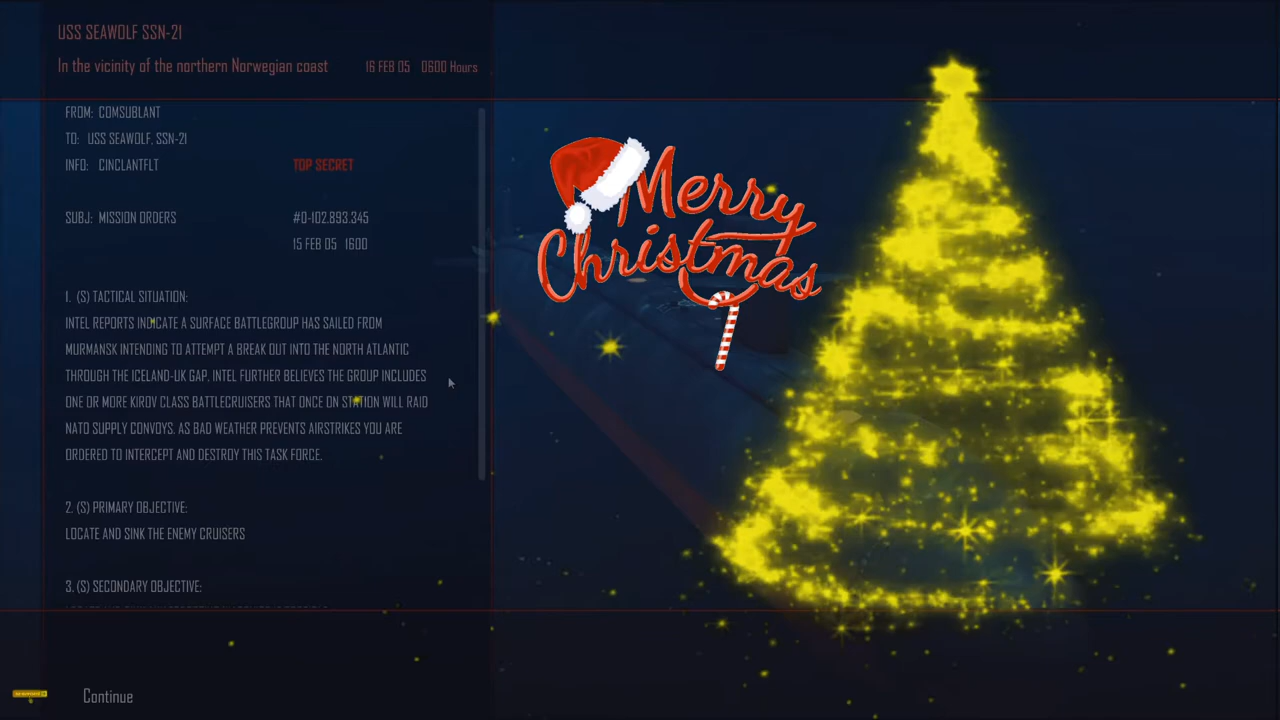 USS SEAWOLF SSN-21
In the vicinity of the northern Norwegian coast 16 FEB 05 0600 Hours
FROM: COMSUBLANT
TO: USS SEAWOLF, SSN-21
INFO: CINCLANTFLT TOP SECRET
SUBJ: MISSION ORDERS #0-102.893.345
15 FEB 05 1600
1. (S) TACTICAL SITUATION:
INTEL REPORTS INDICATE A SURFACE BATTLEGROUP HAS SAILED FROM
MURMANSK INTENDING TO ATTEMPT A BREAK OUT INTO THE NORTH ATLANTIC
THROUGH THE ICELAND-UK GAP. INTEL FURTHER BELIEVES THE GROUP INCLUDES
ONE OR MORE KIROV CLASS BATTLECRUISERS THAT ONCE ON STATION WILL RAID
NATO SUPPLY CONVOYS. AS BAD WEATHER PREVENTS AIRSTRIKES YOU ARE
ORDERED TO INTERCEPT AND DESTROY THIS TASK FORCE.
2. (S) PRIMARY OBJECTIVE:
LOCATE AND SINK THE ENEMY CRUISERS
3. (S) SECONDARY OBJECTIVE:
Continue
Merry
Christmas